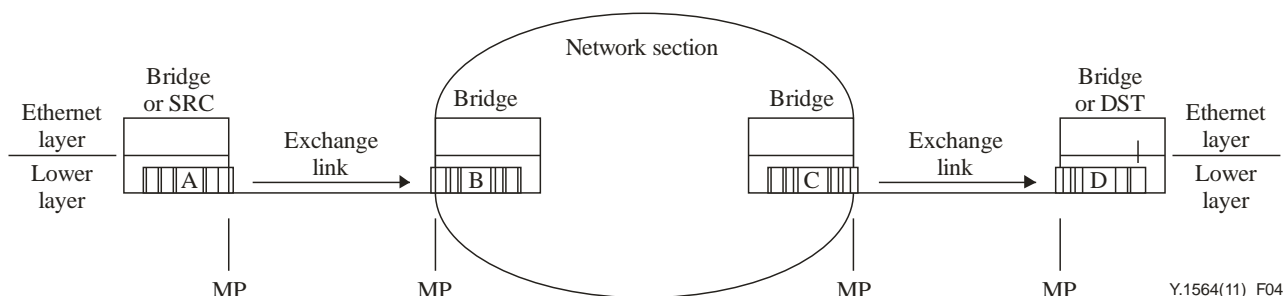 Network section
Bridge
or SRC
Bridge
Bridge
Bridge
or DST
Ethernet
layer
Exchange
link
Exchange
link
Ethernet
layer
Lower
layer
A
B
C
D
Lower
layer
MP
MP
MP
MP
Y.1564(11)_F04